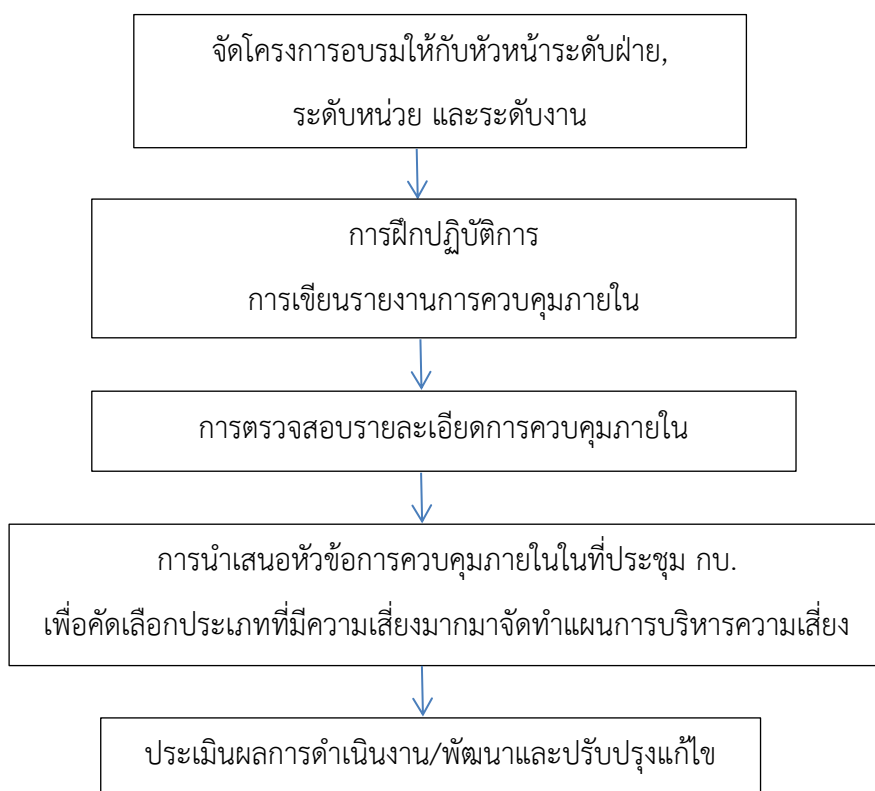 จัดโครงการอบรมให้กับหัวหน้าระดับฝ่าย,
ระดับหน่วย และระดับงาน
การฝึกปฏิบัติการ
การเขียนรายงานการควบคุมภายใน
การตรวจสอบรายละเอียดการควบคุมภายใน
การนำเสนอหัวข้อการควบคุมภายในในที่ประชุม กบ.
เพื่อคัดเลือกประเภทที่มีความเสี่ยงมากมาจัดทำแผนการบริหารความเสี่ยง
ประเมินผลการดำเนินงาน/พัฒนาและปรับปรุงแก้ไข